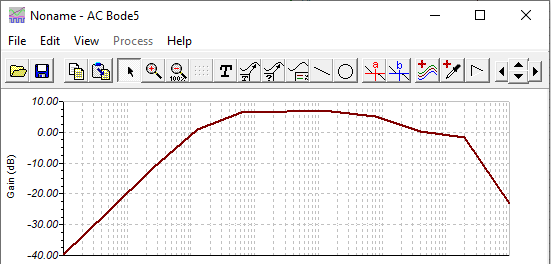 Noname - AC Bode5
File Edit View Process Help
T 100% ? a b
10.00
0.00
-10.00
-20.00
-30.00
-40.00
Gain (dB)